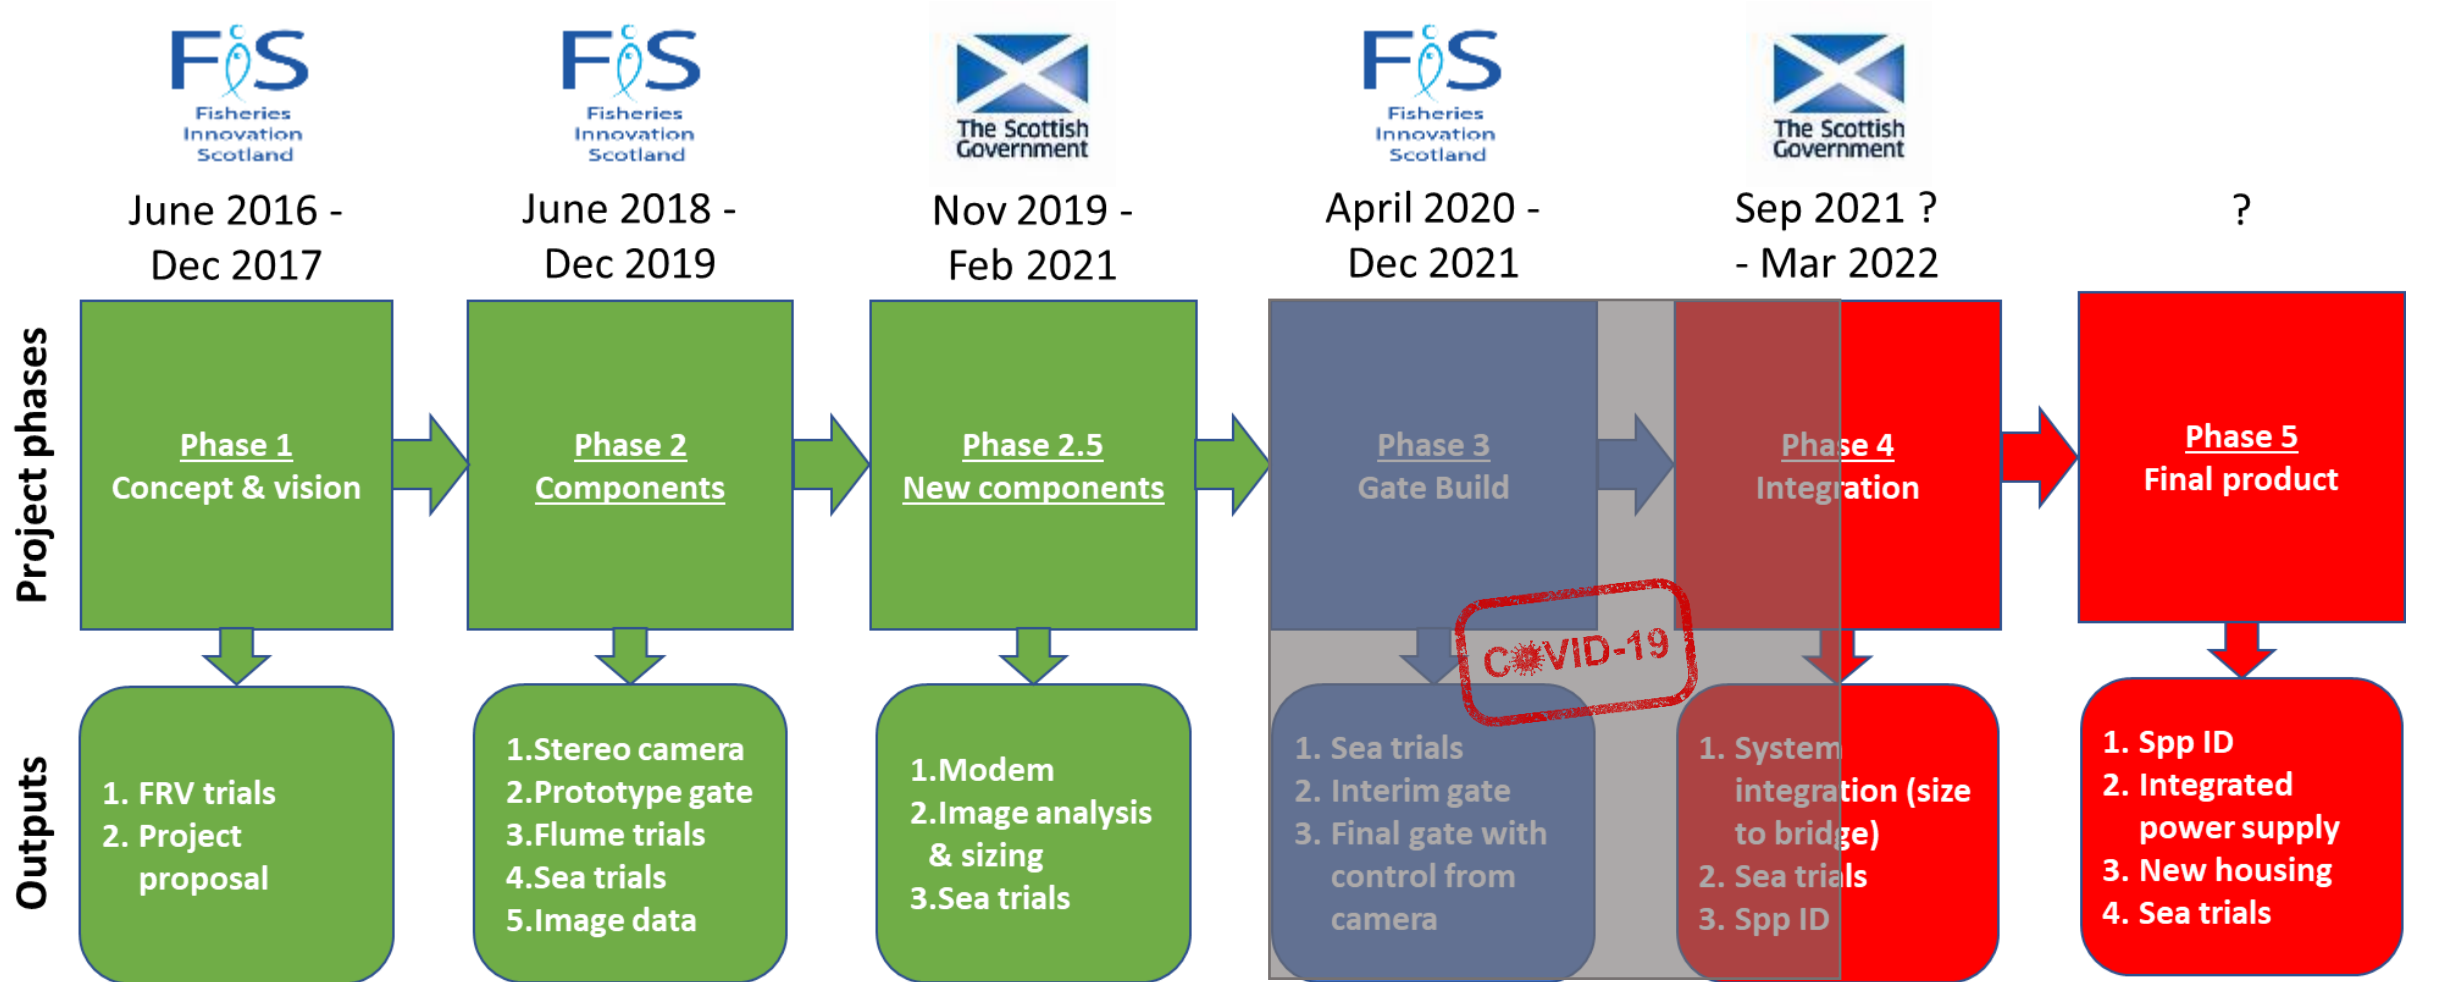 FiS
Fisheries
Innovation
Scotland
FiS
Fisheries
Innovation
Scotland
The Scottish
Government
FiS
Fisheries
Innovation
Scotland
The Scottish
Government
June 2016 -
Dec 2017
June 2018 -
Dec 2019
Nov 2019 -
Feb 2021
April 2020 -
Dec 2021
Sep 2021 ?
- Mar 2022
?
Project phases
Phase 1
Concept & vision
Phase 2
Components
Phase 2.5
New components
Phase 3
Gate Build
Phase 4
Integration
Phase 5
Final product
COVID-19
Outputs
1. FRV trials
2. Project
proposal
1.Stereo camera
2.Prototype gate
3.Flume trials
4.Sea trials
5.Image data
1.Modem
2.Image analysis
& sizing
3.Sea trials
1. Sea trials
2. Interim gate
3. Final gate with
control from
camera
1. System
integration (size
to bridge)
2. Sea trials
3. Spp ID
1. Spp ID
2. Integrated
power supply
3. New housing
4. Sea trials